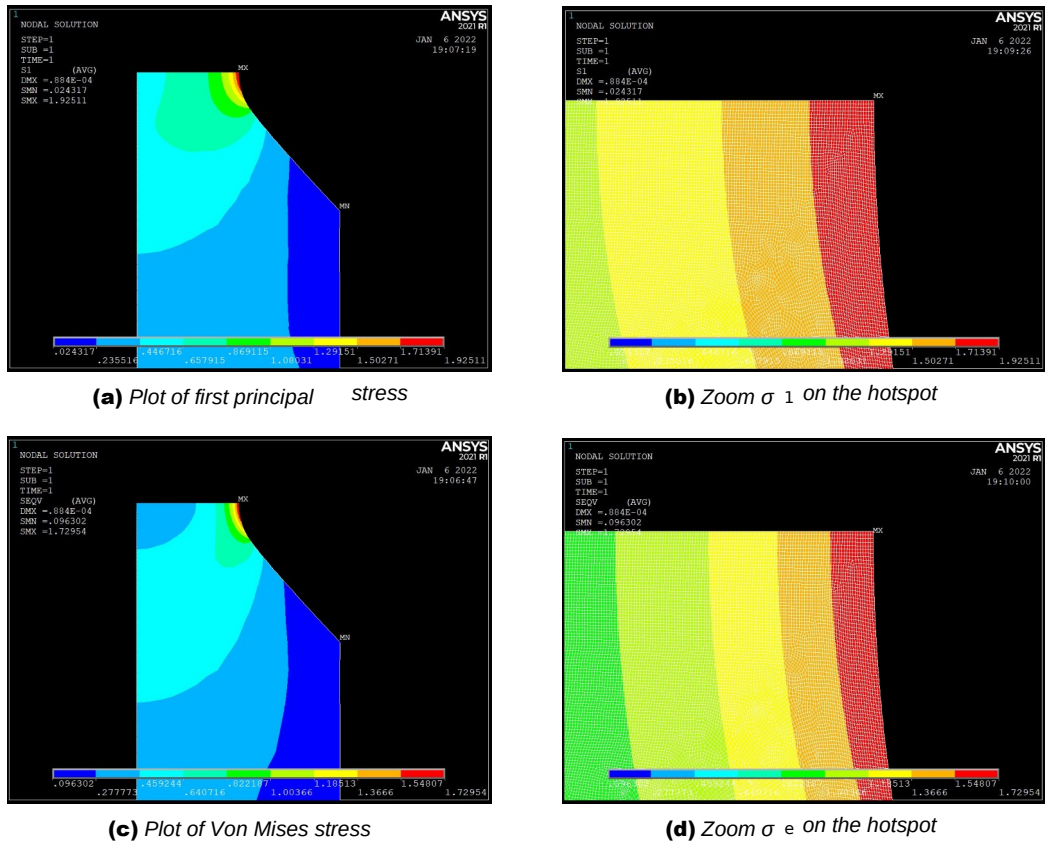 1
NODAL SOLUTION
STEP=1
SUB =1
TIME=1
S1 (AVG)
DMX =.884E-04
SMN =.024317
SMX =1.92511
ANSYS
2021 R1
JAN 6 2022
19:07:19
MX
MN
.024317 .446716 .869115 1.29151 1.71391
.235516 .657915 1.08031 1.50271 1.92511
(a) Plot of first principal stress
1
NODAL SOLUTION
STEP=1
SUB =1
TIME=1
S1 (AVG)
DMX =.884E-04
SMN =.024317
SMX =1.92511
ANSYS
2021 R1
JAN 6 2022
19:09:26
MX
1.29151 1.71391
1.50271 1.92511
(b) Zoom σ 1 on the hotspot
1
NODAL SOLUTION
STEP=1
SUB =1
TIME=1
SEQV (AVG)
DMX =.884E-04
SMN =.096302
SMX =1.72954
ANSYS
2021 R1
JAN 6 2022
19:06:47
MX
MN
.096302 .459244 .822187 1.18513 1.54807
.277773 .640716 1.00366 1.3666 1.72954
(c) Plot of Von Mises stress
1
NODAL SOLUTION
STEP=1
SUB =1
TIME=1
SEQV (AVG)
DMX =.884E-04
SMN =.096302
SMX =1.72954
ANSYS
2021 R1
JAN 6 2022
19:10:00
MX
1.18513 1.54807
1.3666 1.72954
(d) Zoom σ e on the hotspot